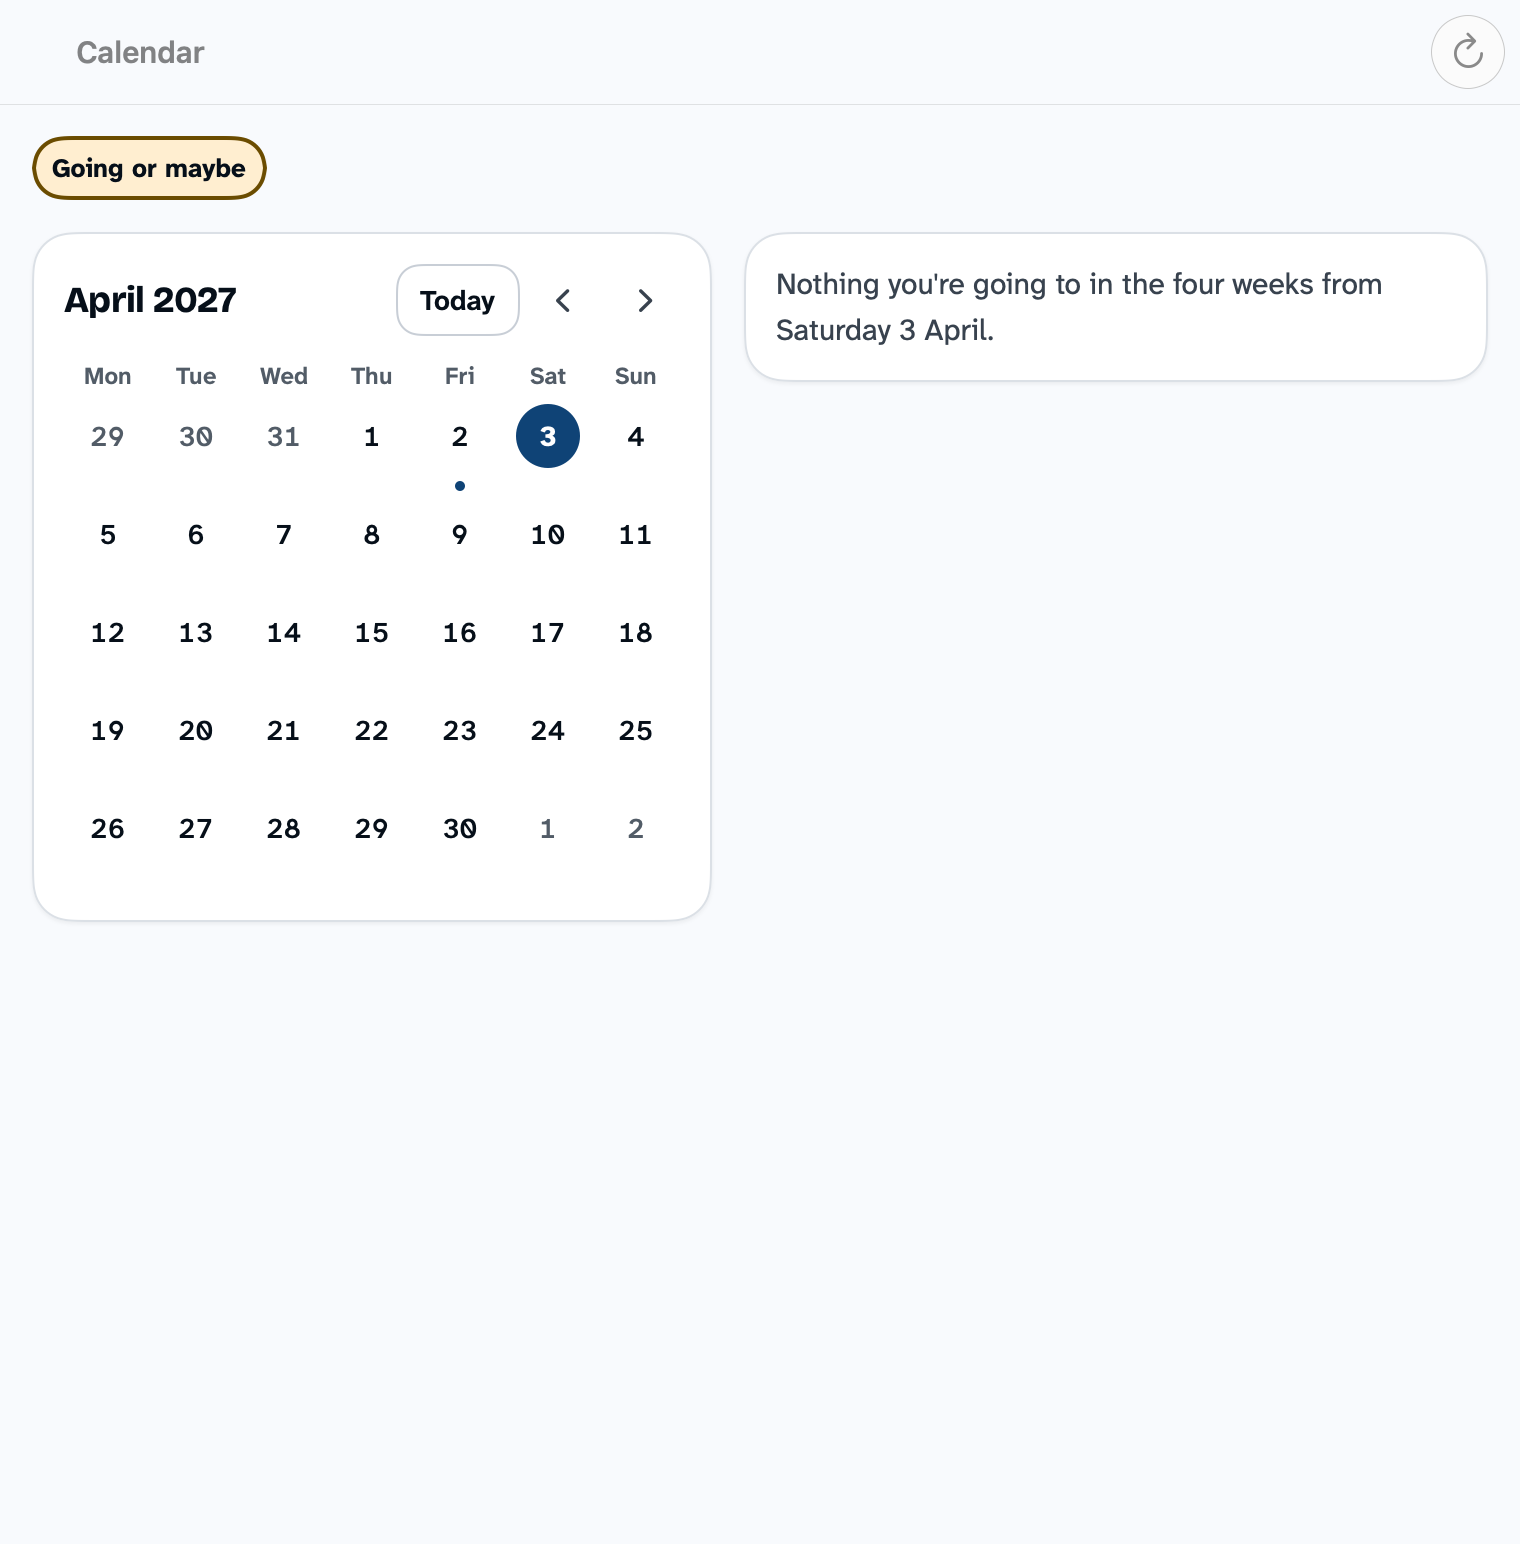 Calendar
Going or maybe
April 2027
Today
Mon Tue Wed Thu Fri Sat Sun
29 30 31 1 2 3 4
5 6 7 8 9 10 11
12 13 14 15 16 17 18
19 20 21 22 23 24 25
26 27 28 29 30 1 2
Nothing you're going to in the four weeks from
Saturday 3 April.